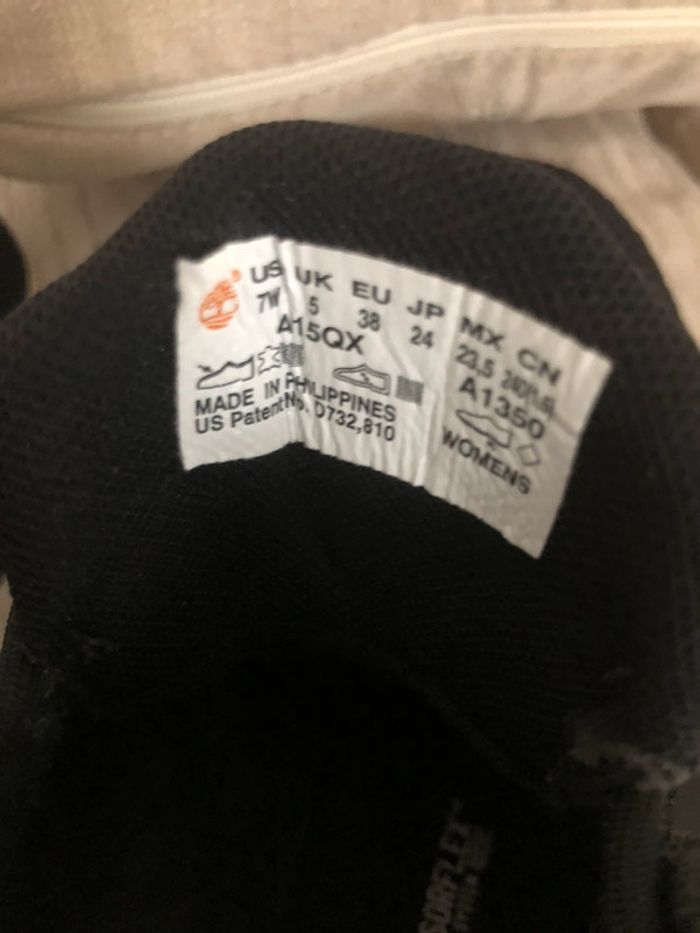 US UK EU JP MX CN
7W 5 38 24 23.5 240(1.5)
A15QX A1350
MADE IN PHILIPPINES
US Patent No. D732,810
WOMENS